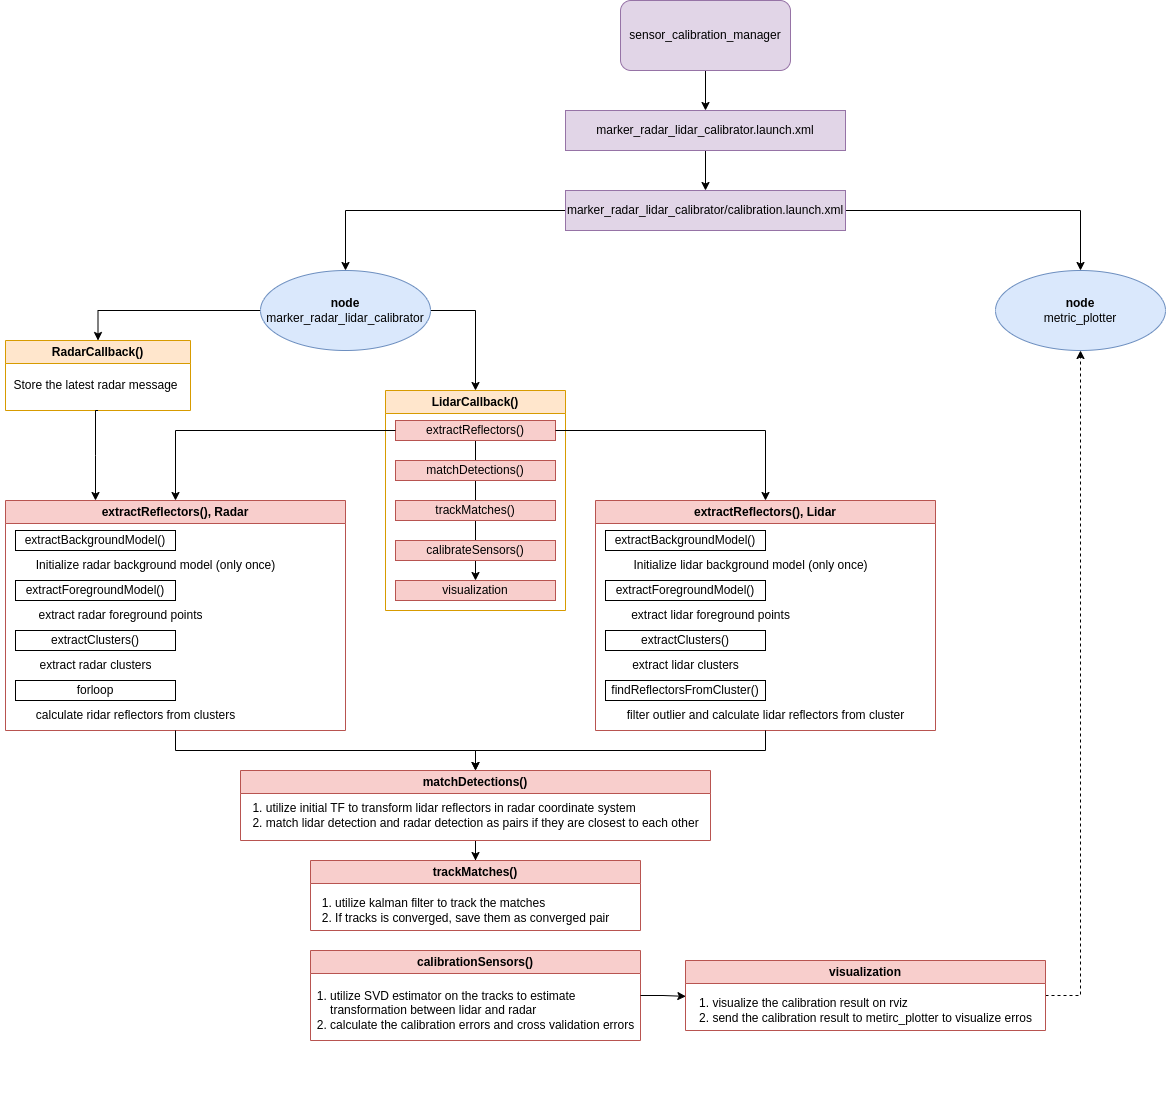 sensor_calibration_manager
marker_radar_lidar_calibrator.launch.xml
marker_radar_lidar_calibrator/calibration.launch.xml
node
marker_radar_lidar_calibrator
node
metric_plotter
RadarCallback()
Store the latest radar message
LidarCallback()
extractReflectors()
matchDetections()
trackMatches()
calibrateSensors()
visualization
extractReflectors(), Radar
extractBackgroundModel()
Initialize radar background model (only once)
extractForegroundModel()
extract radar foreground points
extractClusters()
extract radar clusters
forloop
calculate ridar reflectors from clusters
extractReflectors(), Lidar
extractBackgroundModel()
Initialize lidar background model (only once)
extractForegroundModel()
extract lidar foreground points
extractClusters()
extract lidar clusters
findReflectorsFromCluster()
filter outlier and calculate lidar reflectors from cluster
matchDetections()
1. utilize initial TF to transform lidar reflectors in radar coordinate system
2. match lidar detection and radar detection as pairs if they are closest to each other
trackMatches()
1. utilize kalman filter to track the matches
2. If tracks is converged, save them as converged pair
calibrationSensors()
1. utilize SVD estimator on the tracks to estimate
transformation between lidar and radar
2. calculate the calibration errors and cross validation errors
visualization
1. visualize the calibration result on rviz
2. send the calibration result to metirc_plotter to visualize erros